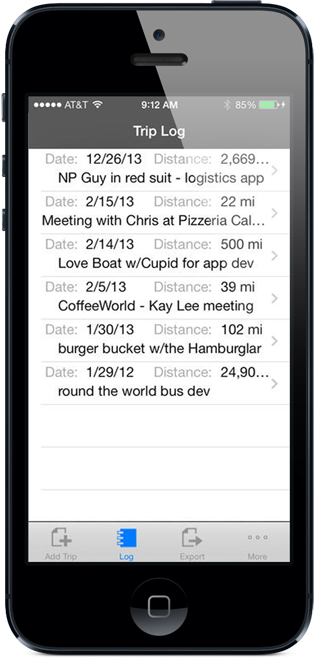 AT&T 9:12 AM 85%
Trip Log
Date: 12/26/13 Distance: 2,669...
NP Guy in red suit - logistics app
Date: 2/15/13 Distance: 22 mi
Meeting with Chris at Pizzeria Cal...
Date: 2/14/13 Distance: 500 mi
Love Boat w/Cupid for app dev
Date: 2/5/13 Distance: 39 mi
CoffeeWorld - Kay Lee meeting
Date: 1/30/13 Distance: 102 mi
burger bucket w/the Hamburglar
Date: 1/29/12 Distance: 24,90...
round the world bus dev
Add Trip Log Export More